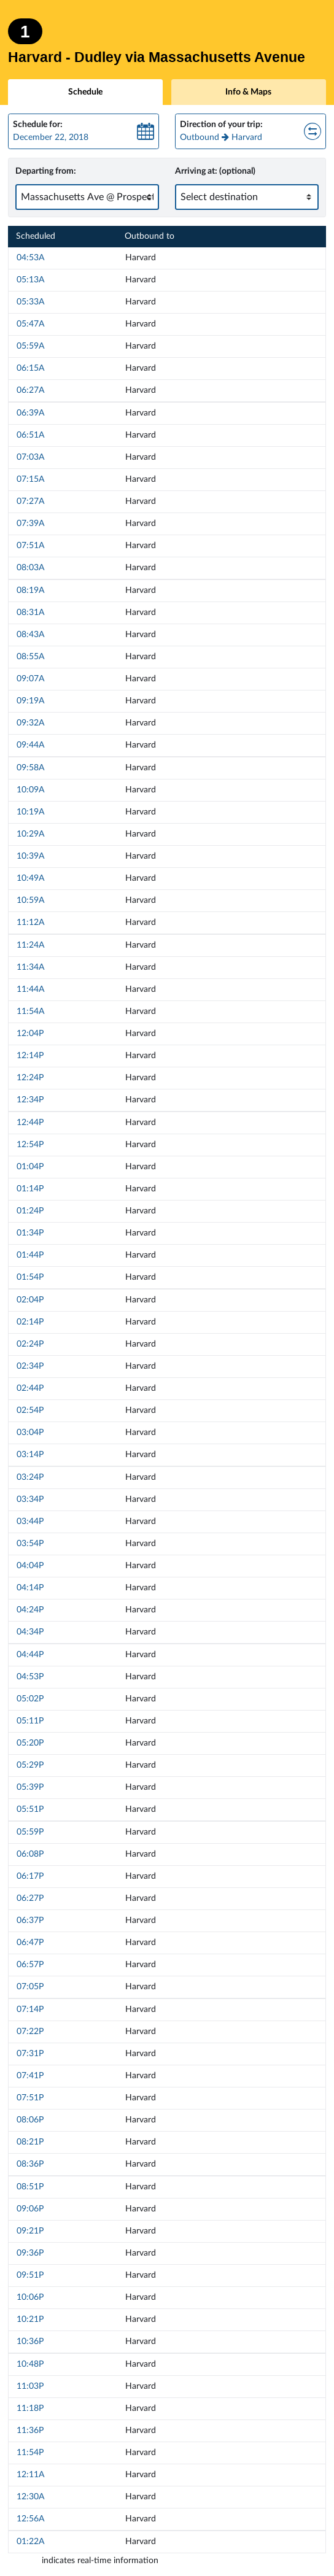 1
Harvard - Dudley via Massachusetts Avenue
Schedule Info & Maps
Schedule for:
December 22, 2018
Direction of your trip:
Outbound → Harvard
Departing from:
Massachusetts Ave @ Prospect
Arriving at: (optional)
Select destination
Scheduled Outbound to
04:53A Harvard
05:13A Harvard
05:33A Harvard
05:47A Harvard
05:59A Harvard
06:15A Harvard
06:27A Harvard
06:39A Harvard
06:51A Harvard
07:03A Harvard
07:15A Harvard
07:27A Harvard
07:39A Harvard
07:51A Harvard
08:03A Harvard
08:19A Harvard
08:31A Harvard
08:43A Harvard
08:55A Harvard
09:07A Harvard
09:19A Harvard
09:32A Harvard
09:44A Harvard
09:58A Harvard
10:09A Harvard
10:19A Harvard
10:29A Harvard
10:39A Harvard
10:49A Harvard
10:59A Harvard
11:12A Harvard
11:24A Harvard
11:34A Harvard
11:44A Harvard
11:54A Harvard
12:04P Harvard
12:14P Harvard
12:24P Harvard
12:34P Harvard
12:44P Harvard
12:54P Harvard
01:04P Harvard
01:14P Harvard
01:24P Harvard
01:34P Harvard
01:44P Harvard
01:54P Harvard
02:04P Harvard
02:14P Harvard
02:24P Harvard
02:34P Harvard
02:44P Harvard
02:54P Harvard
03:04P Harvard
03:14P Harvard
03:24P Harvard
03:34P Harvard
03:44P Harvard
03:54P Harvard
04:04P Harvard
04:14P Harvard
04:24P Harvard
04:34P Harvard
04:44P Harvard
04:53P Harvard
05:02P Harvard
05:11P Harvard
05:20P Harvard
05:29P Harvard
05:39P Harvard
05:51P Harvard
05:59P Harvard
06:08P Harvard
06:17P Harvard
06:27P Harvard
06:37P Harvard
06:47P Harvard
06:57P Harvard
07:05P Harvard
07:14P Harvard
07:22P Harvard
07:31P Harvard
07:41P Harvard
07:51P Harvard
08:06P Harvard
08:21P Harvard
08:36P Harvard
08:51P Harvard
09:06P Harvard
09:21P Harvard
09:36P Harvard
09:51P Harvard
10:06P Harvard
10:21P Harvard
10:36P Harvard
10:48P Harvard
11:03P Harvard
11:18P Harvard
11:36P Harvard
11:54P Harvard
12:11A Harvard
12:30A Harvard
12:56A Harvard
01:22A Harvard
indicates real-time information